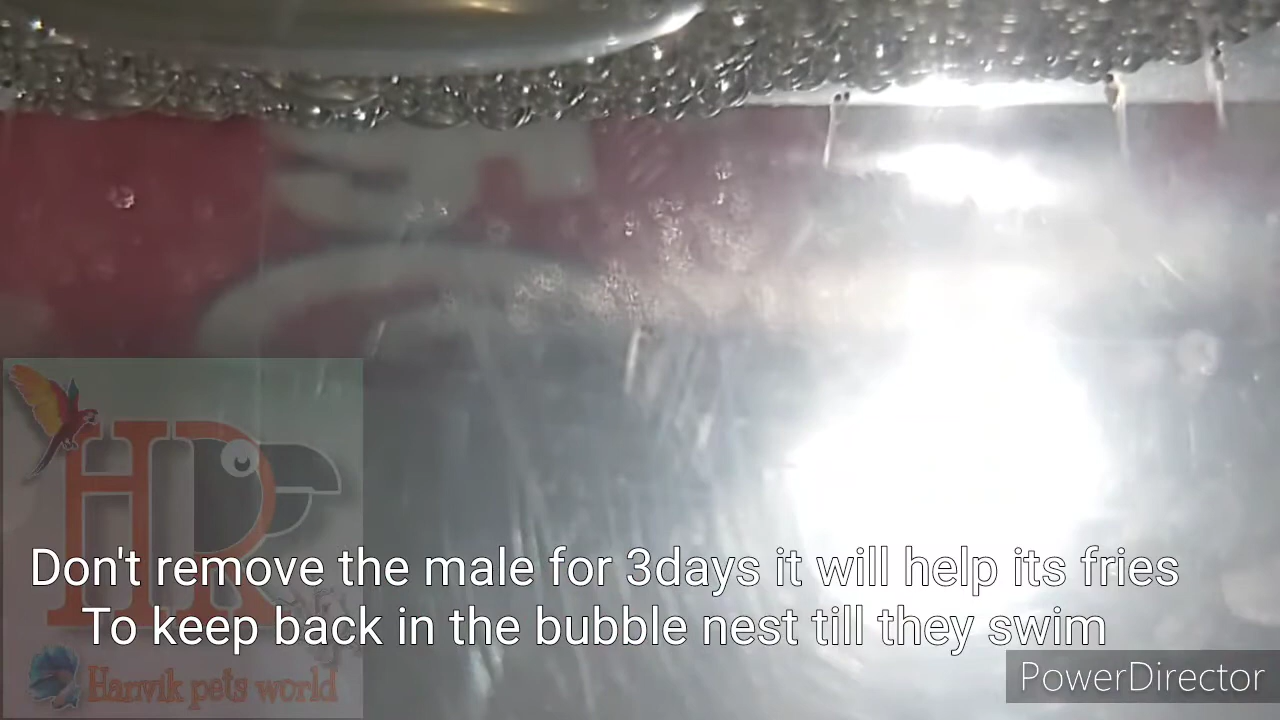 HR
Don't remove the male for 3days it will help its fries
To keep back in the bubble nest till they swim
Hanvik pets world
PowerDirector